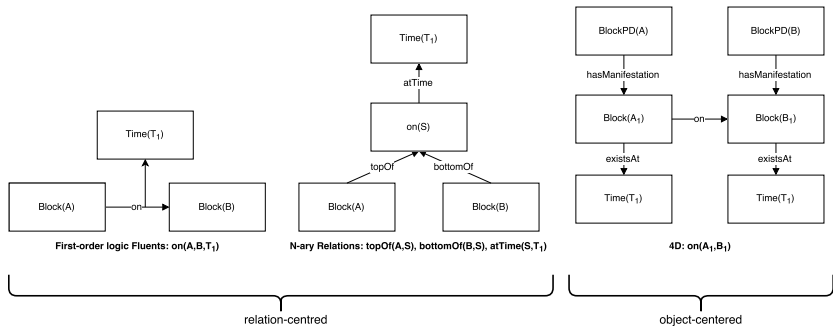 Time(T1)
Block(A)
on
Block(B)
First-order logic Fluents: on(A,B,T1)
Time(T1)
atTime
on(S)
topOf
bottomOf
Block(A)
Block(B)
N-ary Relations: topOf(A,S), bottomOf(B,S), atTime(S,T1)
BlockPD(A)
BlockPD(B)
hasManifestation
hasManifestation
Block(A1)
on
Block(B1)
existsAt
existsAt
Time(T1)
Time(T1)
4D: on(A1,B1)
relation-centred
object-centered